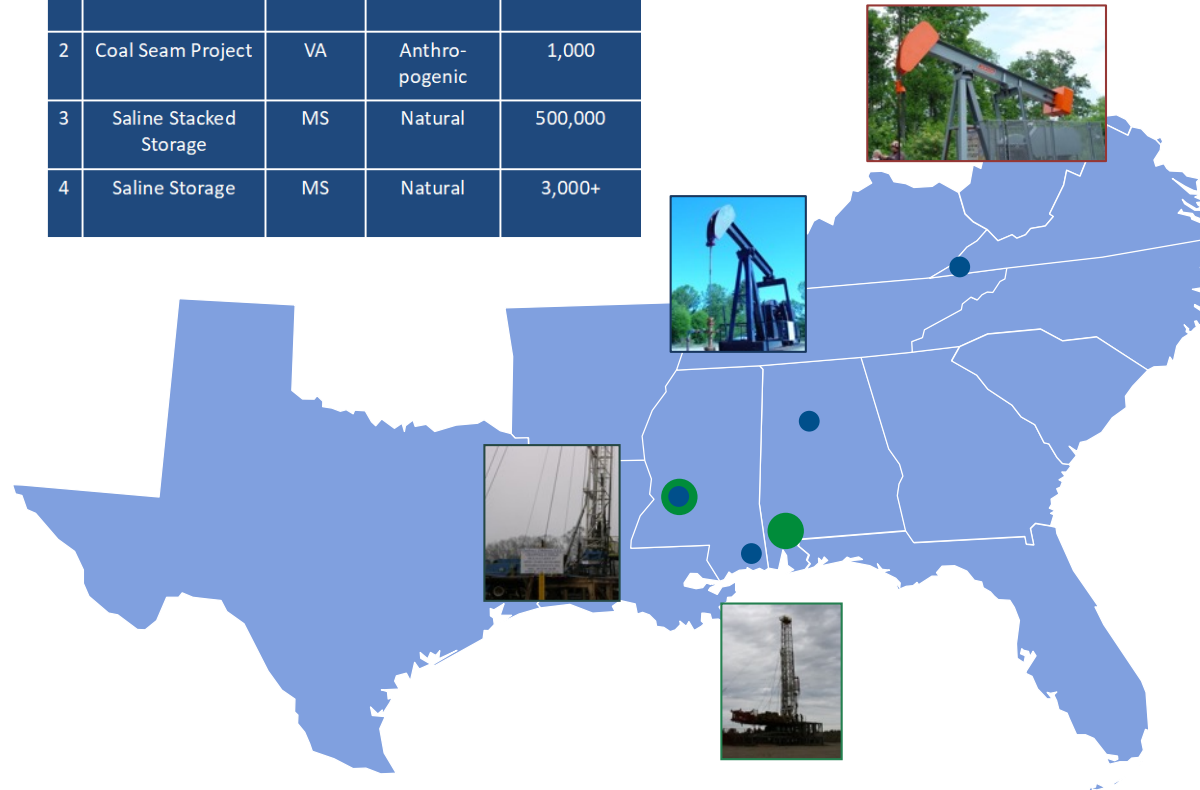 2 Coal Seam Project VA Anthro- 1,000
pogenic
3 Saline Stacked MS Natural 500,000
Storage
4 Saline Storage MS Natural 3,000+